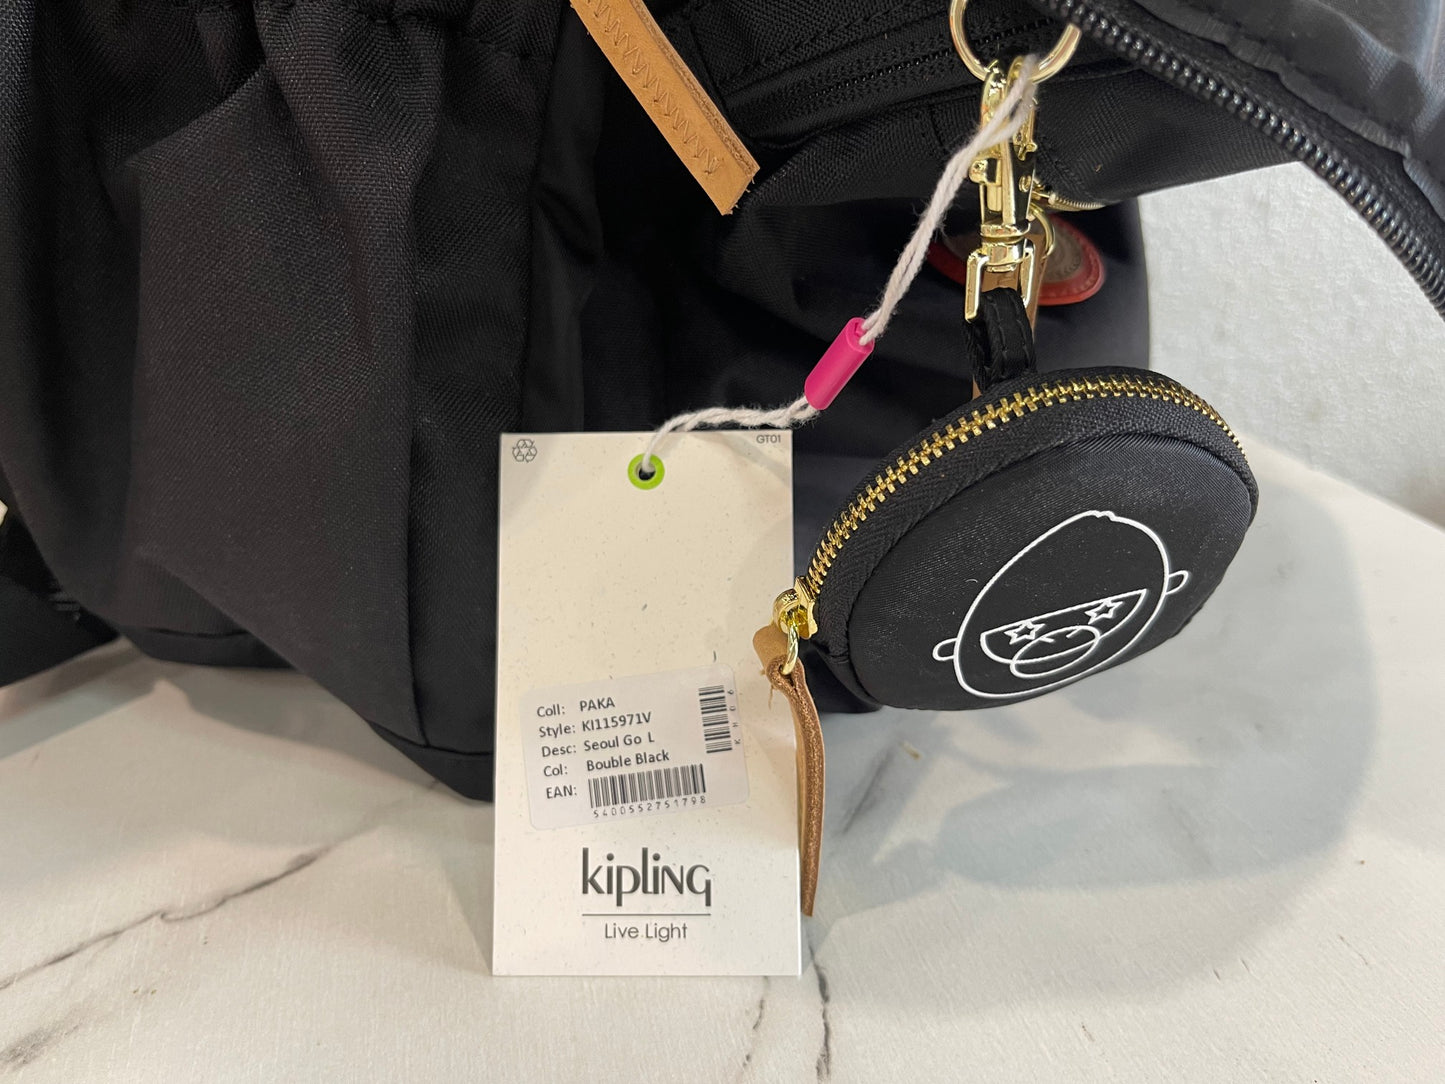 GT01
Coll: PAKA
Style: KI115971V
Desc: Seoul Go L
Col: Bouble Black
EAN:
5400552751798
kipling
Live.Light